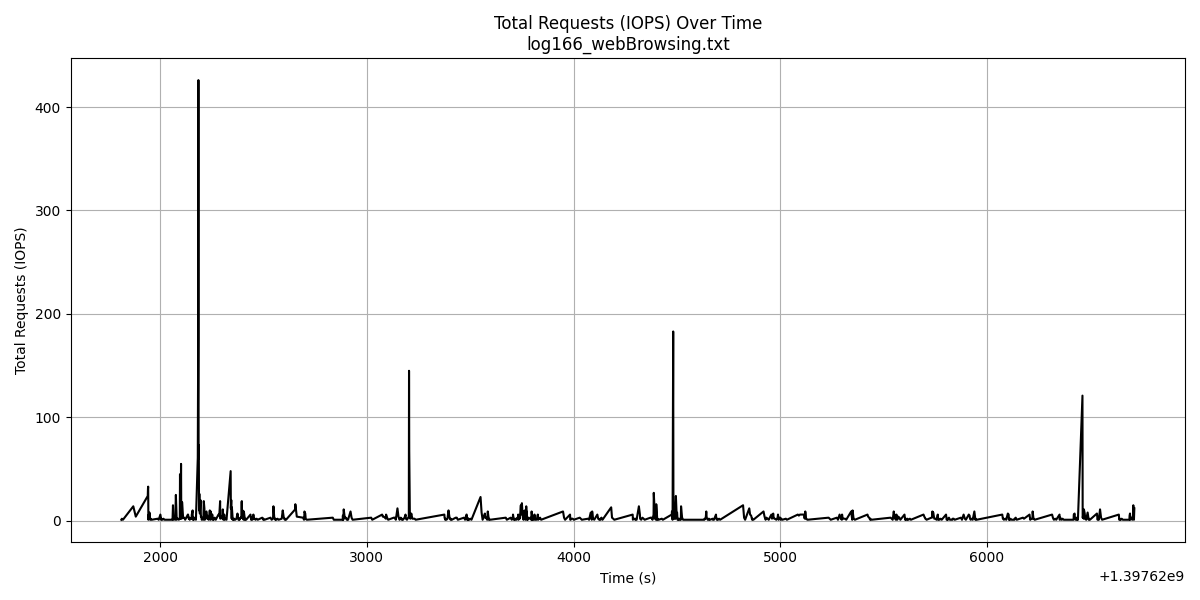 Total Requests (IOPS) Over Time
log166_webBrowsing.txt
Total Requests (IOPS)
400
300
200
100
0
2000 3000 4000 5000 6000
Time (s)
+1.39762e9